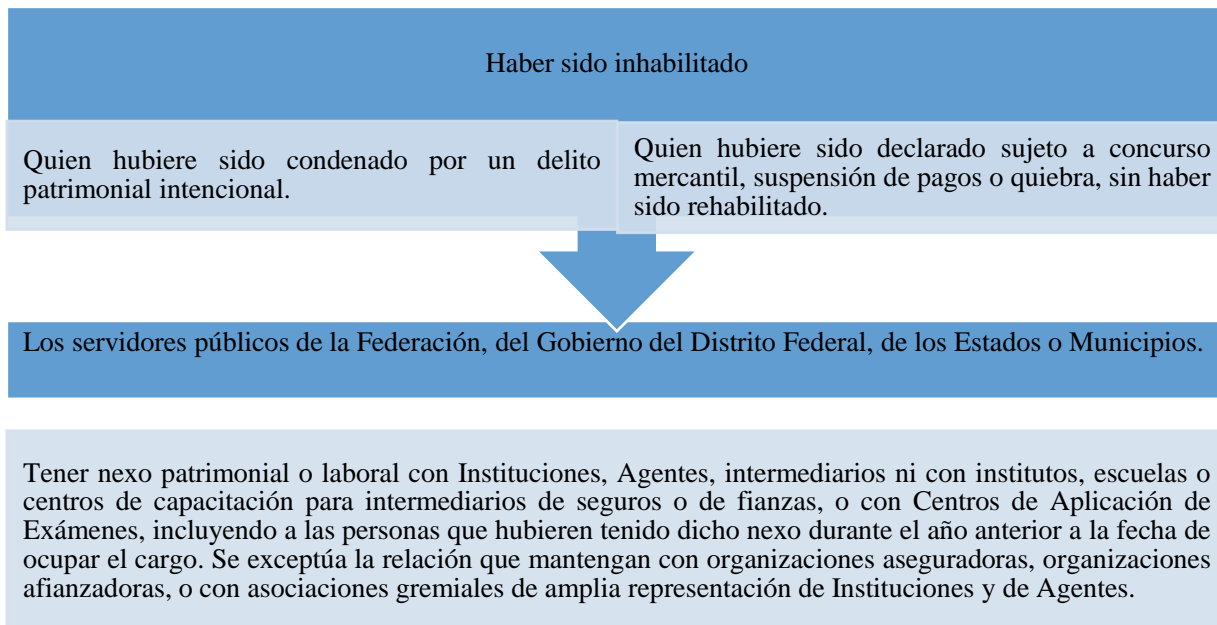 Haber sido inhabilitado
Quien hubiere sido condenado por un delito
patrimonial intencional.
Quien hubiere sido declarado sujeto a concurso
mercantil, suspensión de pagos o quiebra, sin haber
sido rehabilitado.
Los servidores públicos de la Federación, del Gobierno del Distrito Federal, de los Estados o Municipios.
Tener nexo patrimonial o laboral con Instituciones, Agentes, intermediarios ni con institutos, escuelas o
centros de capacitación para intermediarios de seguros o de fianzas, o con Centros de Aplicación de
Exámenes, incluyendo a las personas que hubieren tenido dicho nexo durante el año anterior a la fecha de
ocupar el cargo. Se exceptúa la relación que mantengan con organizaciones aseguradoras, organizaciones
afianzadoras, o con asociaciones gremiales de amplia representación de Instituciones y de Agentes.